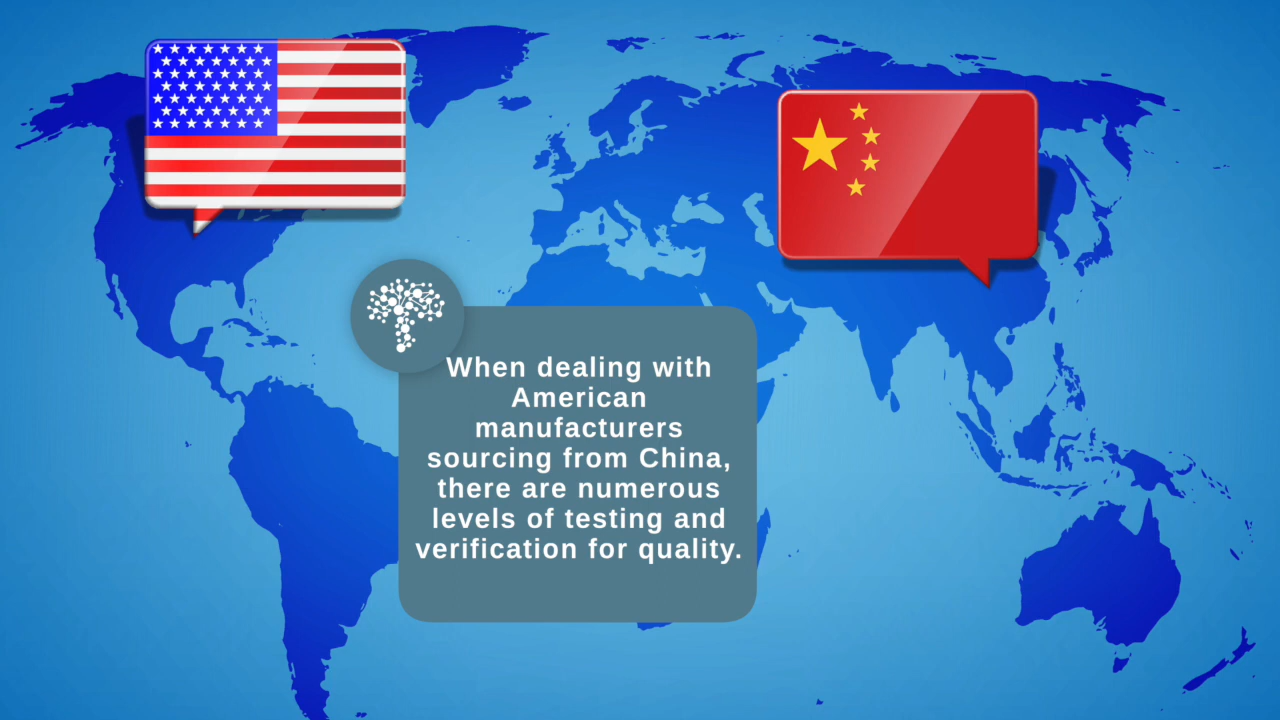 When dealing with
American
manufacturers
sourcing from China,
there are numerous
levels of testing and
verification for quality.